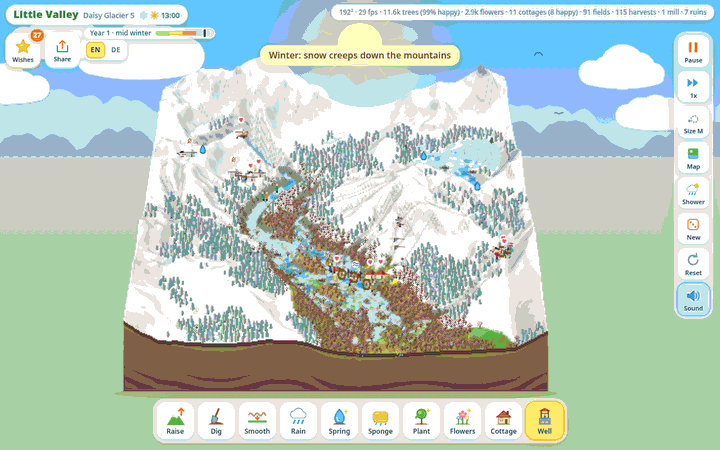 Little Valley Daisy Glacier 5 13:00
192² · 29 fps · 11.6k trees (99% happy) · 2.9k flowers · 11 cottages (8 happy) · 91 fields · 115 harvests · 1 mill · 7 ruins
Year 1 · mid winter
27
Wishes
Share
EN
DE
Winter: snow creeps down the mountains
Pause
1x
Size M
Map
Shower
New
Reset
Sound
Raise
Dig
Smooth
Rain
Spring
Sponge
Plant
Flowers
Cottage
Well